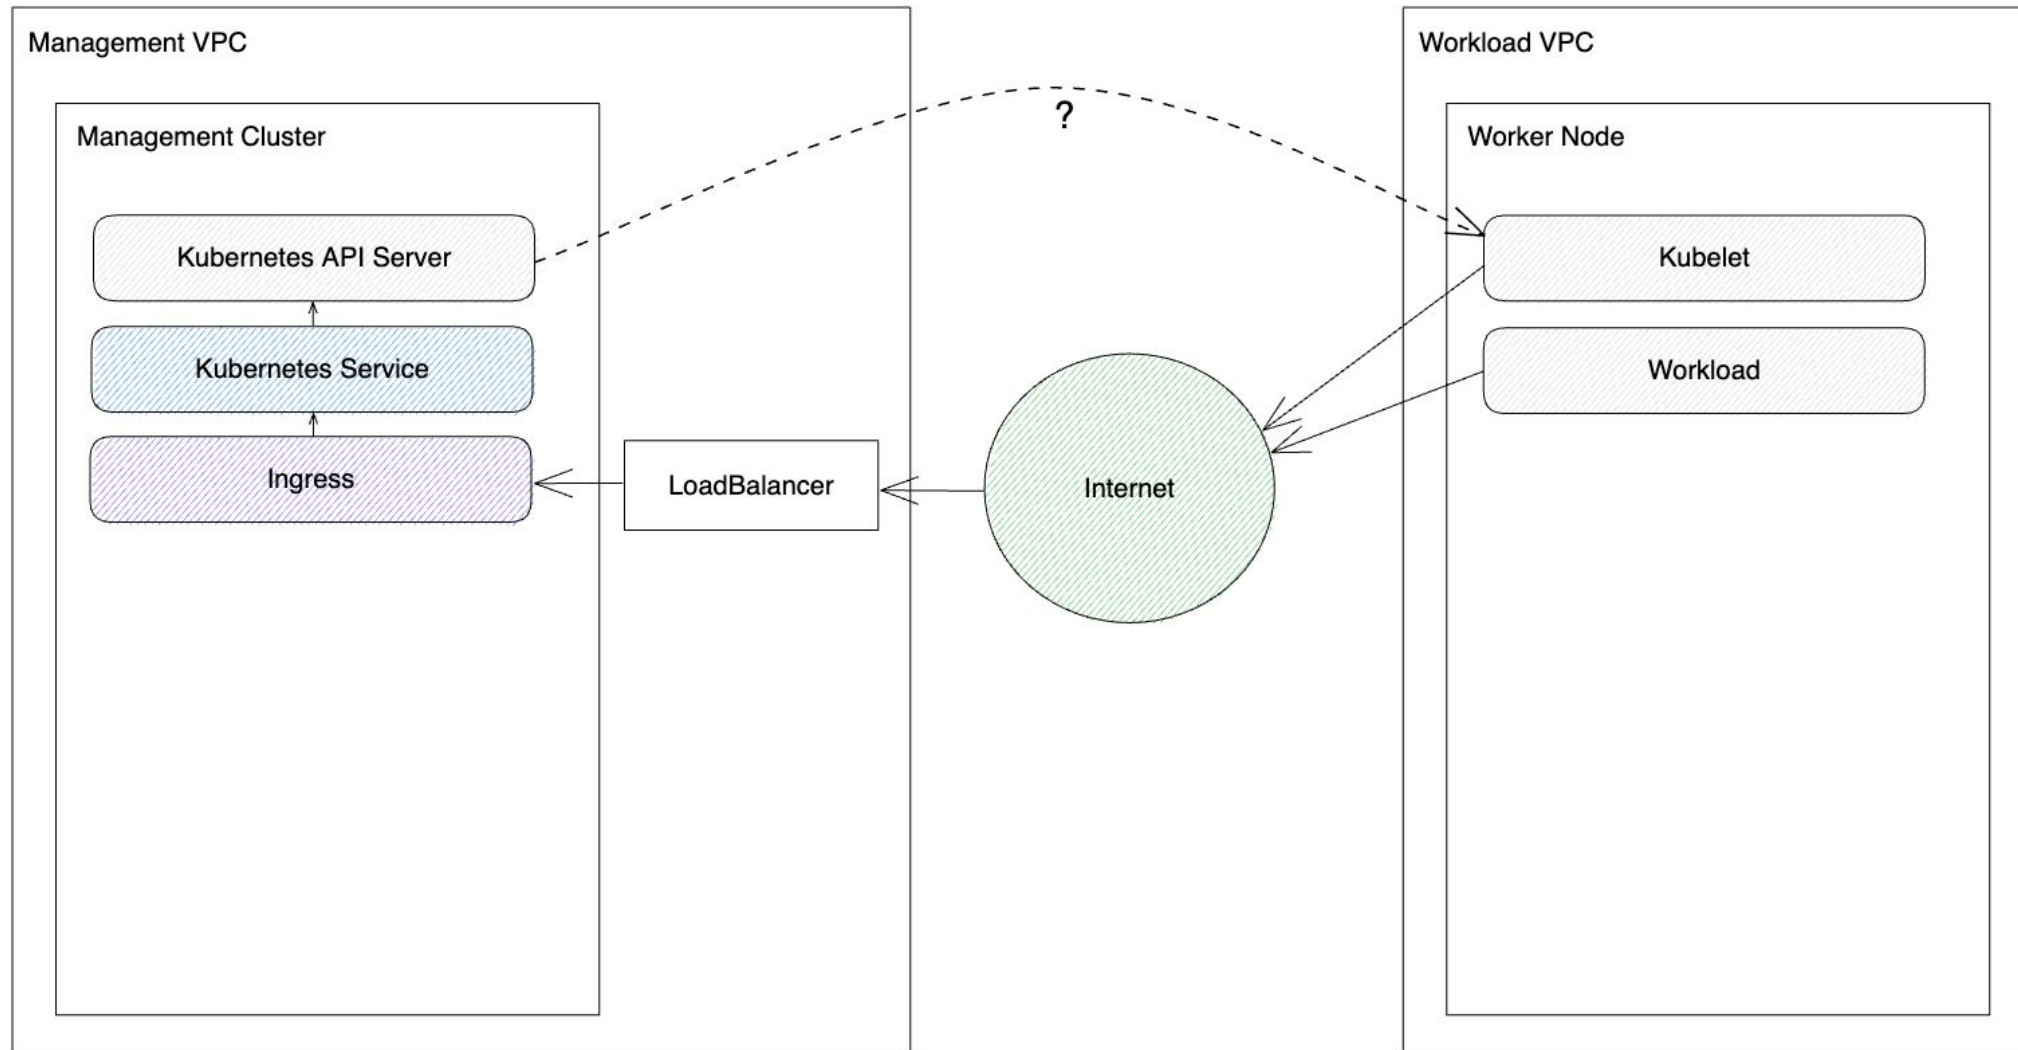 Management VPC
Management Cluster
Kubernetes API Server
Kubernetes Service
Ingress
LoadBalancer
?
Internet
Workload VPC
Worker Node
Kubelet
Workload